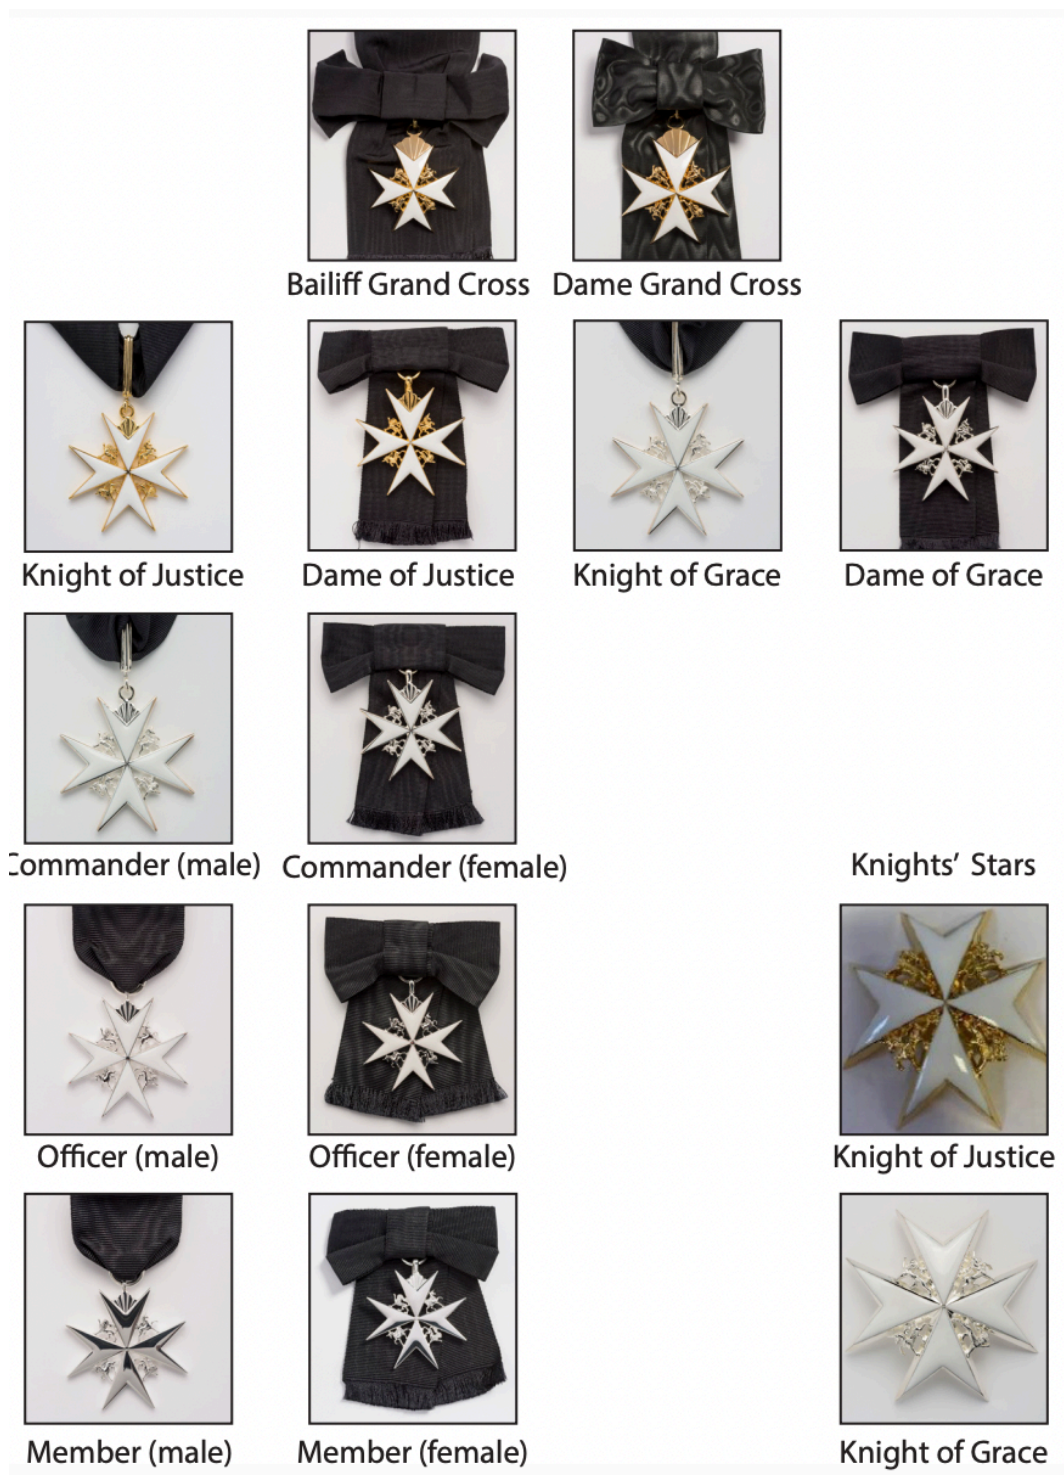 Bailiff Grand Cross Dame Grand Cross
Knight of Justice Dame of Justice Knight of Grace Dame of Grace
Commander (male) Commander (female) Knights' Stars
Officer (male) Officer (female) Knight of Justice
Member (male) Member (female) Knight of Grace